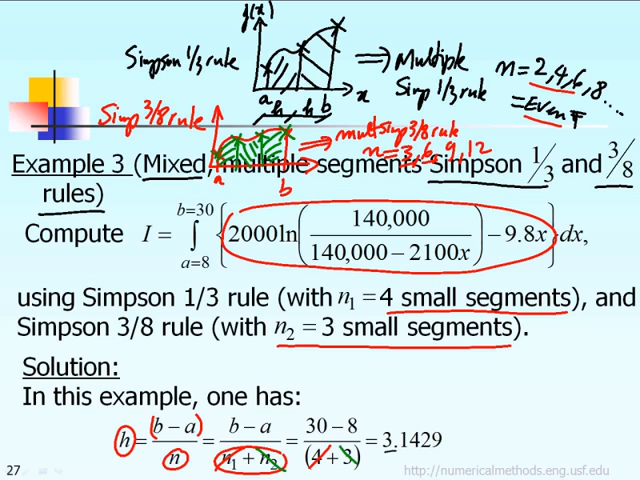 f(x)
Simpson 1/3 rule
a h h b x
⟹ Multiple
Simp 1/3 rule
n = 2, 4, 6, 8...
= Even #
Simp 3/8 rule
a b
⟹ multi simp 3/8 rule
n = 3, 6, 9, 12
Example 3 (Mixed, multiple segments Simpson 1/3 and 3/8
rules)
Compute I = ∫_{a=8}^{b=30} {2000ln(140,000 / (140,000 − 2100x)) − 9.8x} dx,
using Simpson 1/3 rule (with n₁ = 4 small segments), and
Simpson 3/8 rule (with n₂ = 3 small segments).
Solution:
In this example, one has:
h = (b − a)/n = (b − a)/(n₁ + n₂) = (30 − 8)/(4 + 3) = 3.1429
27
http://numericalmethods.eng.usf.edu